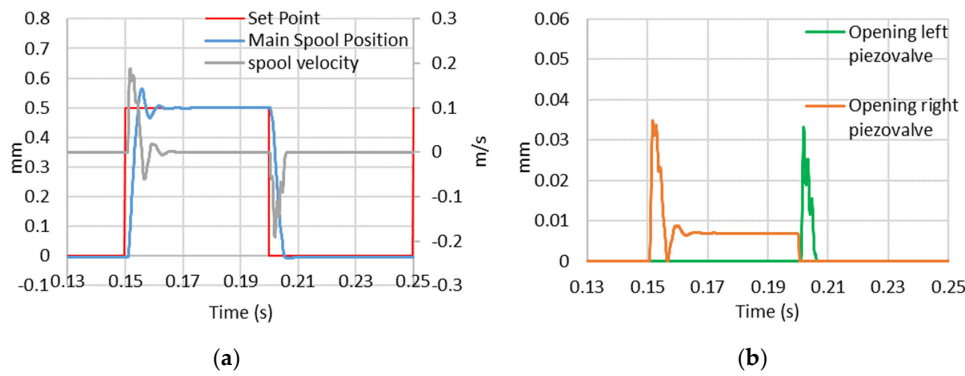 (a)
0.8
0.7
0.6
0.5
0.4
0.3
0.2
0.1
0
-0.1
mm
Set Point
Main Spool Position
spool velocity
0.3
0.2
0.1
0
-0.1
-0.2
-0.3
m/s
0.13 0.15 0.17 0.19 0.21 0.23 0.25
Time (s)
(b)
0.06
0.05
0.04
0.03
0.02
0.01
0
mm
Opening left
piezovalve
Opening right
piezovalve
0.13 0.15 0.17 0.19 0.21 0.23 0.25
Time (s)
(a)
(b)